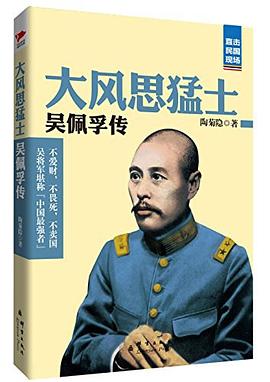 直击
民国
现场
大风思猛士
吴佩孚传
陶菊隐◎著
不爱财，不畏死，不卖国
吴将军堪称「中国最强者」
大风思猛士
吴佩孚传